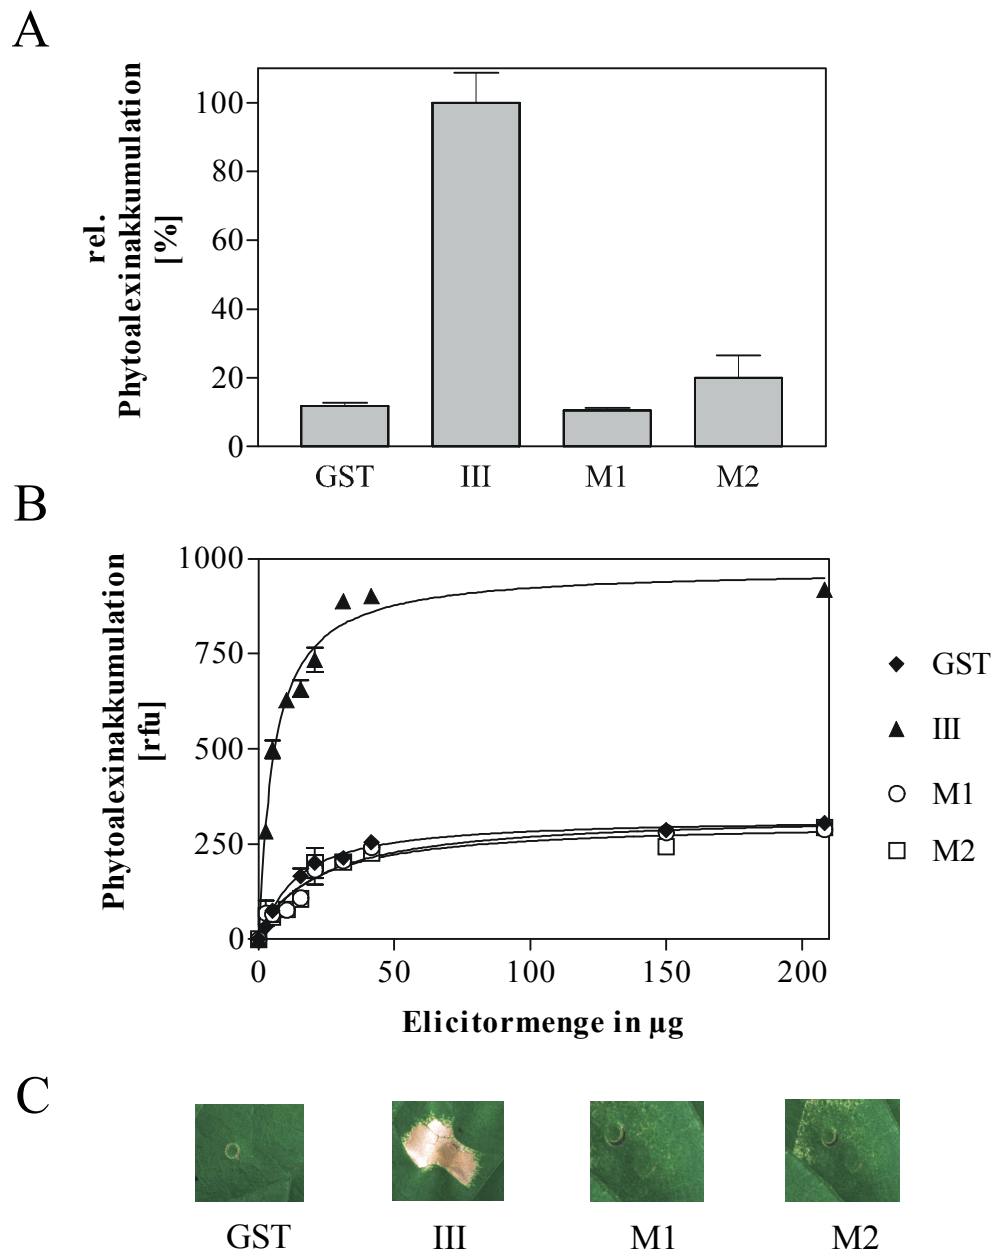 A
rel.
Phytoalexinakkumulation
[%]
100
80
60
40
20
0
GST III M1 M2
B
Phytoalexinakkumulation
[rfu]
1000
750
500
250
0
0 50 100 150 200
Elicitormenge in µg
GST
III
M1
M2
C
GST III M1 M2